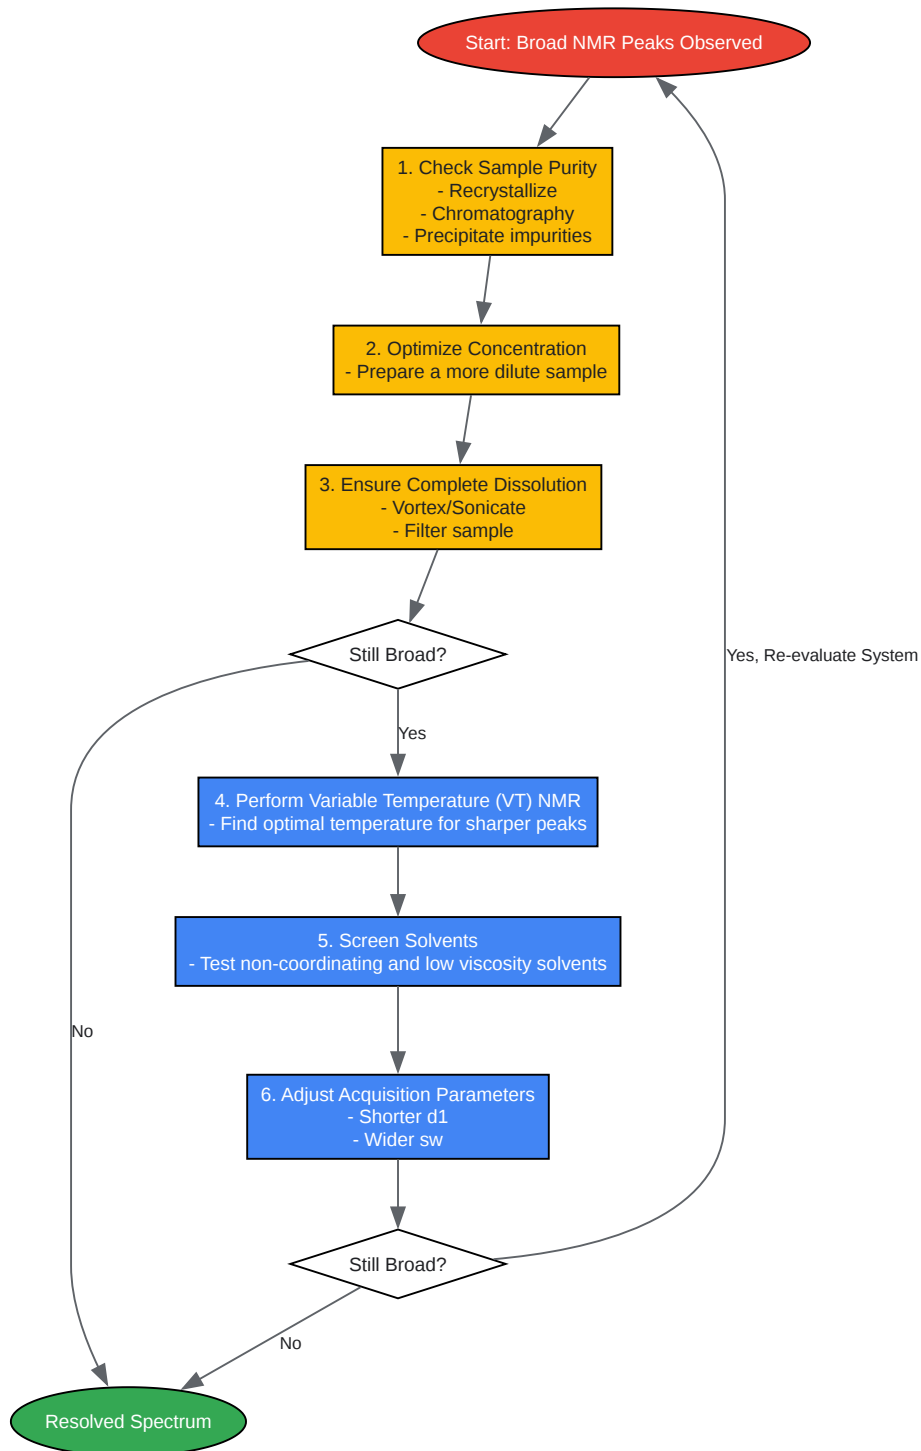 Start: Broad NMR Peaks Observed
1. Check Sample Purity
- Recrystallize
- Chromatography
- Precipitate impurities
2. Optimize Concentration
- Prepare a more dilute sample
3. Ensure Complete Dissolution
- Vortex/Sonicate
- Filter sample
Still Broad?
Yes, Re-evaluate System
Yes
4. Perform Variable Temperature (VT) NMR
- Find optimal temperature for sharper peaks
5. Screen Solvents
- Test non-coordinating and low viscosity solvents
No
6. Adjust Acquisition Parameters
- Shorter d1
- Wider sw
Still Broad?
No
Resolved Spectrum